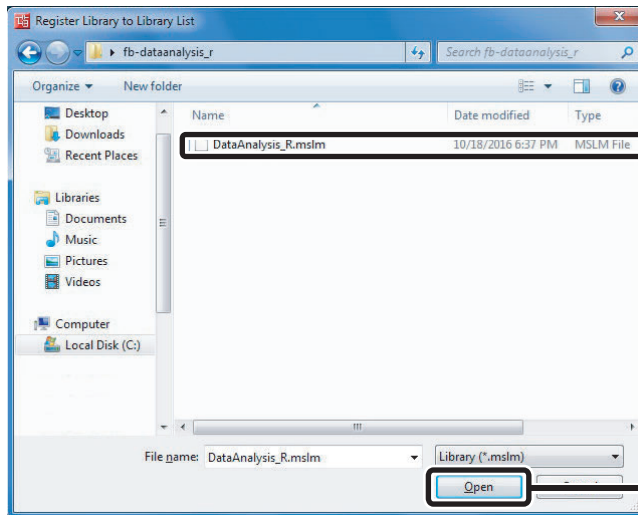 Register Library to Library List
fb-dataanalysis_r
Search fb-dataanalysis_r
Organize
New folder
Desktop
Downloads
Recent Places
Libraries
Documents
Music
Pictures
Videos
Computer
Local Disk (C:)
Name
Date modified
Type
DataAnalysis_R.mslm
10/18/2016 6:37 PM
MSLM File
File name:
DataAnalysis_R.mslm
Library (*.mslm)
Open